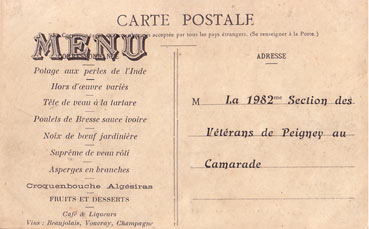 CARTE POSTALE
acceptée par tous les pays étrangers. (Se renseigner à la Poste.)
MENU
Potage aux perles de l'Inde
Hors d'œuvre variés
Tête de veau à la tartare
Poulets de Bresse sauce ivoire
Noix de bœuf jardinière
Suprême de veau rôti
Asperges en branches
Croquenbouche Algésiras
FRUITS ET DESSERTS
Café & Liqueurs
Vins : Beaujolais, Vouvray, Champagne
ADRESSE
M La 1982me Section des
Vétérans de Peigney au
Camarade